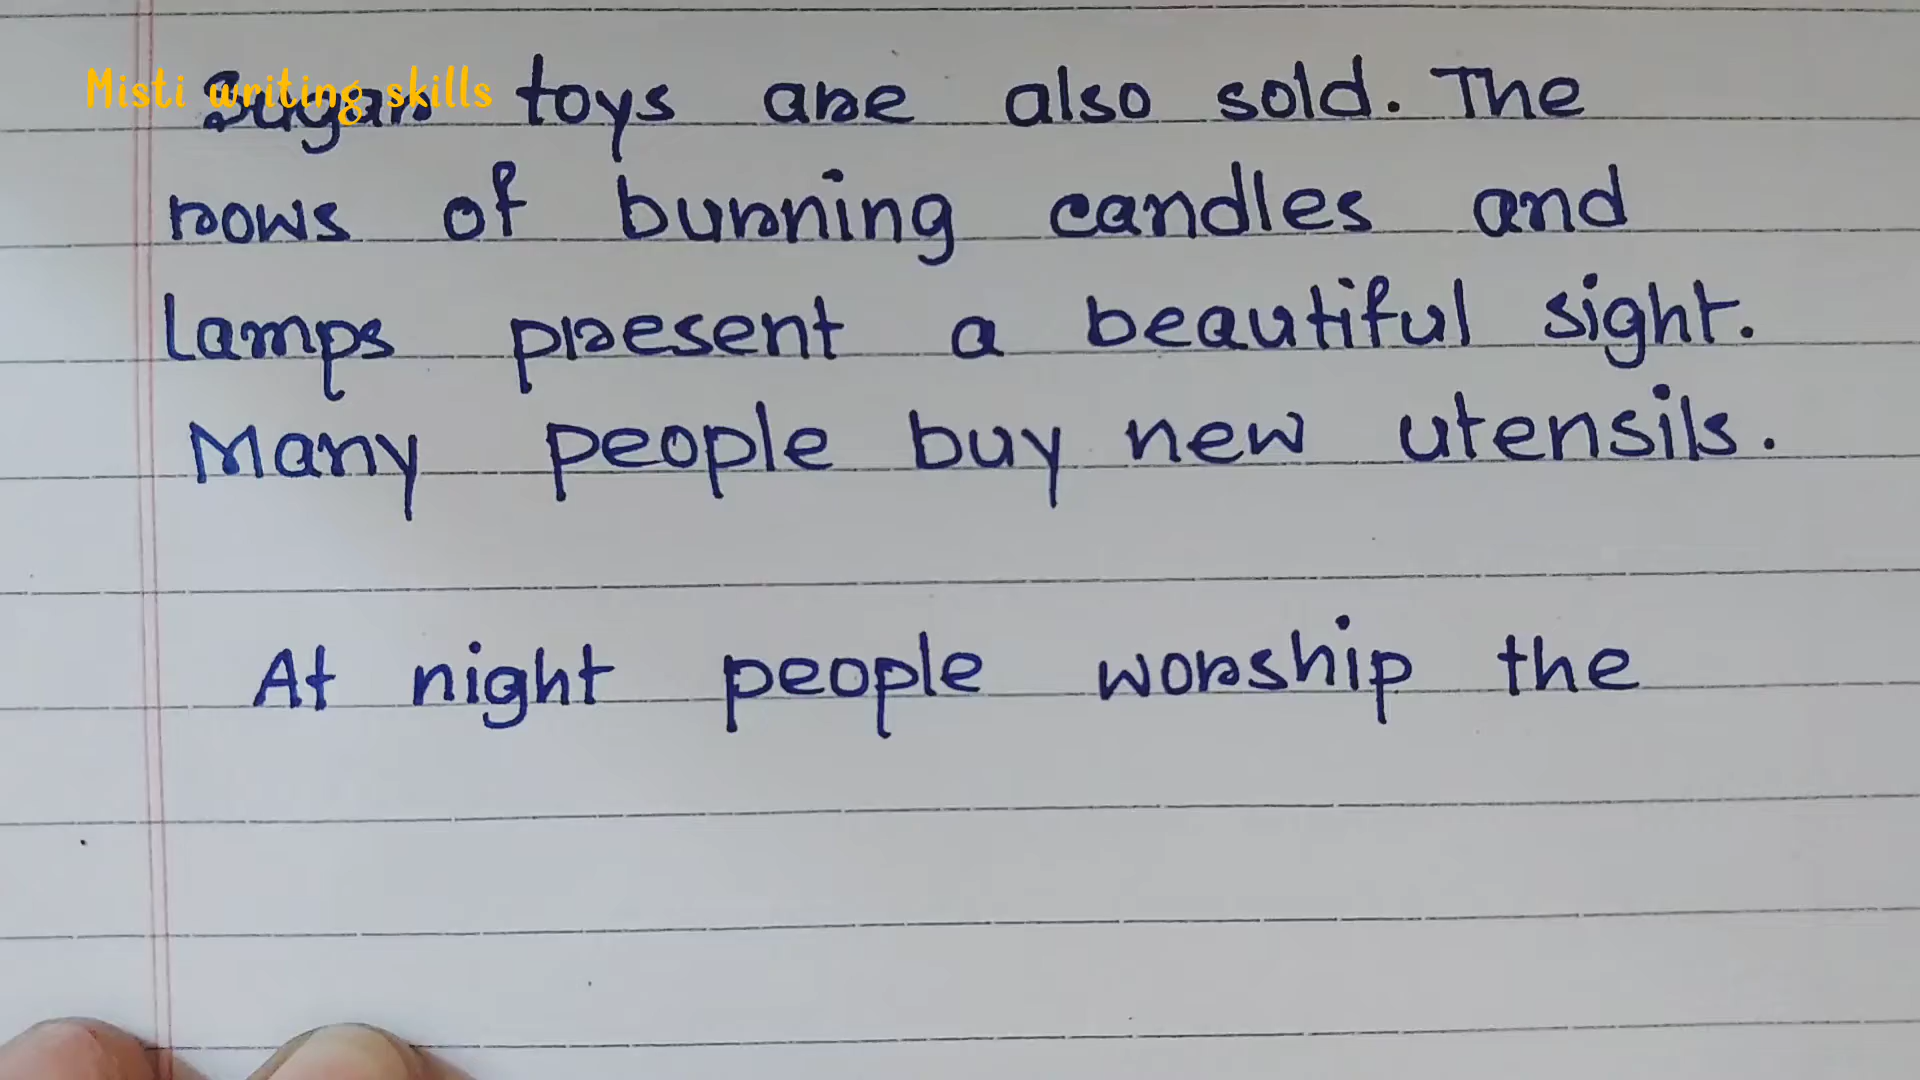 Misti writing skills
Sugar toys are also sold. The
rows of burning candles and
lamps present a beautiful sight.
Many people buy new utensils.
At night people worship the